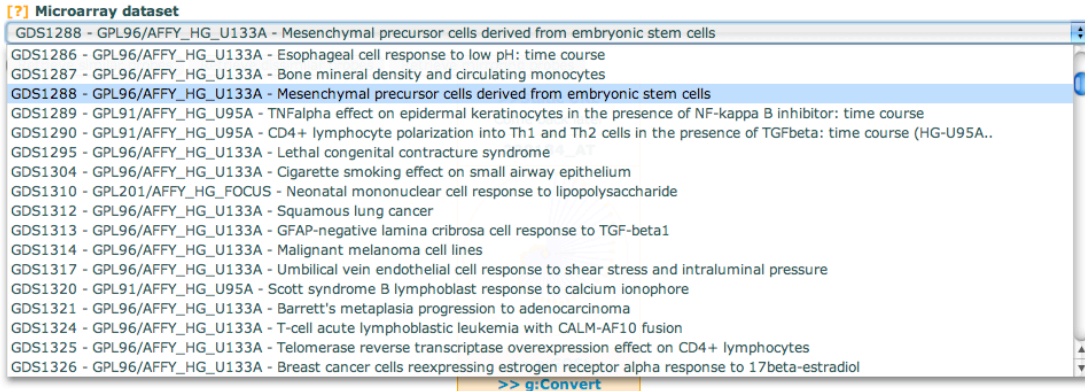 [?] Microarray dataset
GDS1288 - GPL96/AFFY_HG_U133A - Mesenchymal precursor cells derived from embryonic stem cells
GDS1286 - GPL96/AFFY_HG_U133A - Esophageal cell response to low pH: time course
GDS1287 - GPL96/AFFY_HG_U133A - Bone mineral density and circulating monocytes
GDS1288 - GPL96/AFFY_HG_U133A - Mesenchymal precursor cells derived from embryonic stem cells
GDS1289 - GPL91/AFFY_HG_U95A - TNFalpha effect on epidermal keratinocytes in the presence of NF-kappa B inhibitor: time course
GDS1290 - GPL91/AFFY_HG_U95A - CD4+ lymphocyte polarization into Th1 and Th2 cells in the presence of TGFbeta: time course (HG-U95A..
GDS1295 - GPL96/AFFY_HG_U133A - Lethal congenital contracture syndrome
GDS1304 - GPL96/AFFY_HG_U133A - Cigarette smoking effect on small airway epithelium
GDS1310 - GPL201/AFFY_HG_FOCUS - Neonatal mononuclear cell response to lipopolysaccharide
GDS1312 - GPL96/AFFY_HG_U133A - Squamous lung cancer
GDS1313 - GPL96/AFFY_HG_U133A - GFAP-negative lamina cribrosa cell response to TGF-beta1
GDS1314 - GPL96/AFFY_HG_U133A - Malignant melanoma cell lines
GDS1317 - GPL96/AFFY_HG_U133A - Umbilical vein endothelial cell response to shear stress and intraluminal pressure
GDS1320 - GPL91/AFFY_HG_U95A - Scott syndrome B lymphoblast response to calcium ionophore
GDS1321 - GPL96/AFFY_HG_U133A - Barrett's metaplasia progression to adenocarcinoma
GDS1324 - GPL96/AFFY_HG_U133A - T-cell acute lymphoblastic leukemia with CALM-AF10 fusion
GDS1325 - GPL96/AFFY_HG_U133A - Telomerase reverse transcriptase overexpression effect on CD4+ lymphocytes
GDS1326 - GPL96/AFFY_HG_U133A - Breast cancer cells reexpressing estrogen receptor alpha response to 17beta-estradiol
>> g:Convert